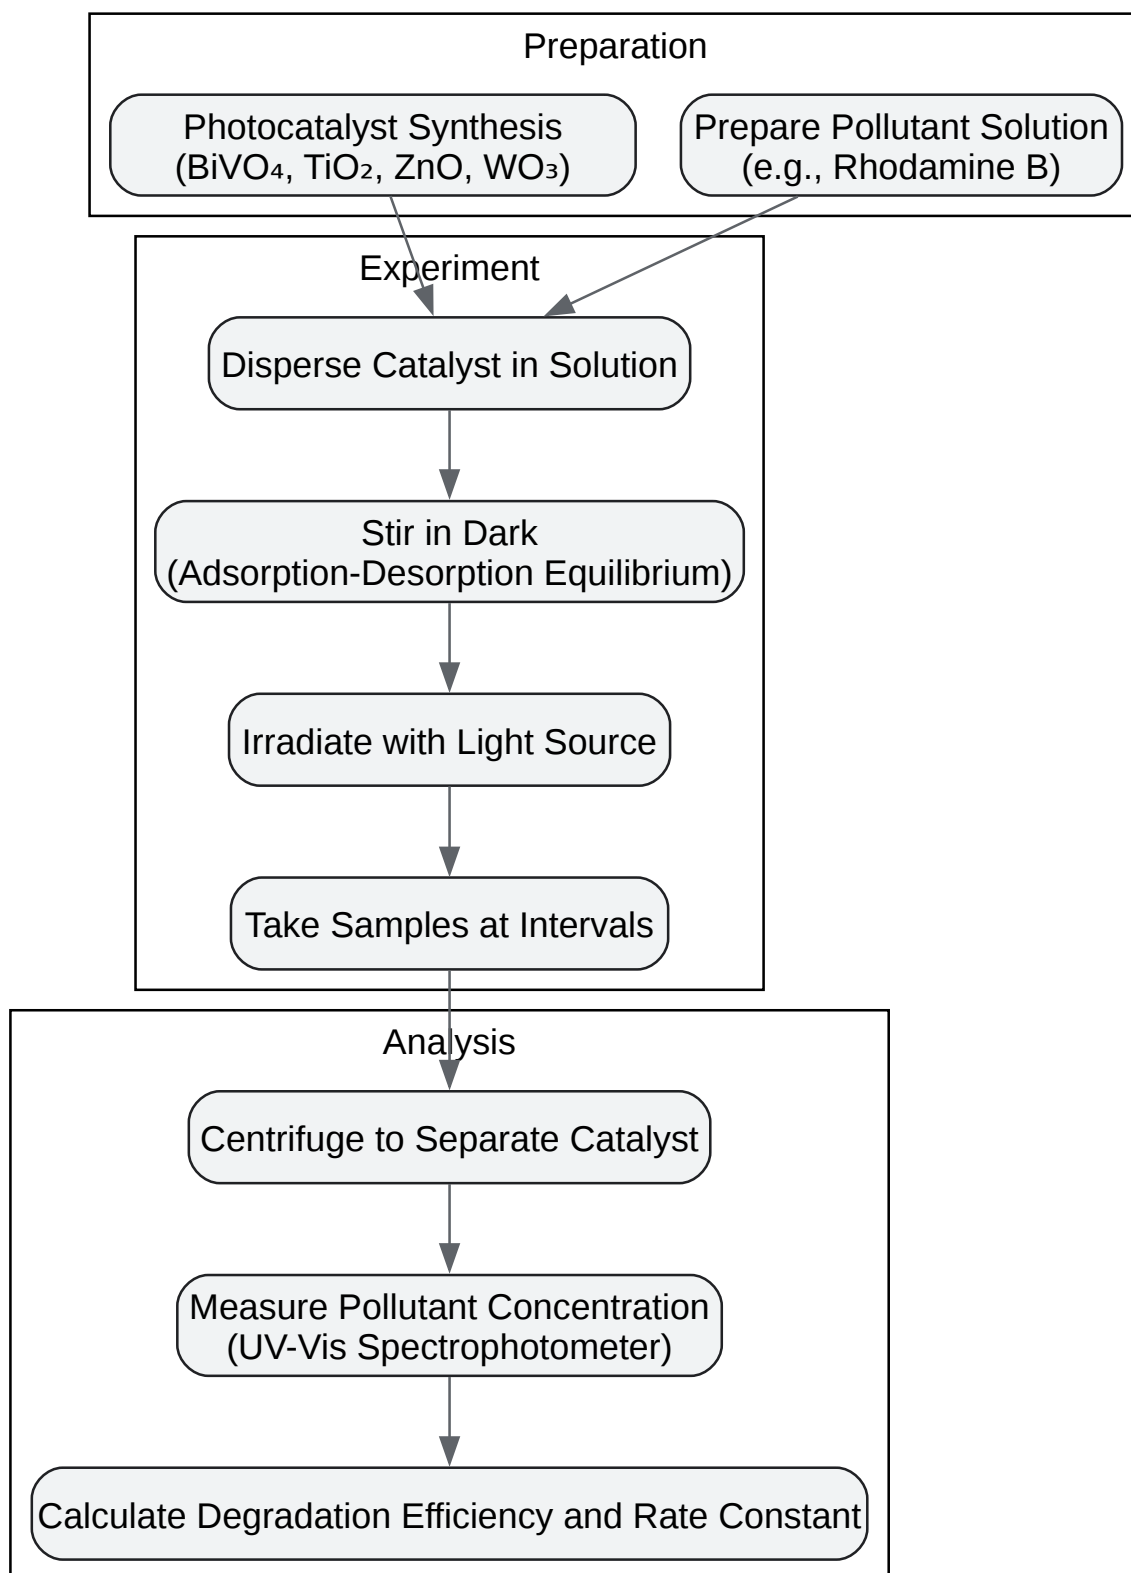 Preparation
Photocatalyst Synthesis
(BiVO₄, TiO₂, ZnO, WO₃)
Prepare Pollutant Solution
(e.g., Rhodamine B)
Experiment
Disperse Catalyst in Solution
Stir in Dark
(Adsorption-Desorption Equilibrium)
Irradiate with Light Source
Take Samples at Intervals
Analysis
Centrifuge to Separate Catalyst
Measure Pollutant Concentration
(UV-Vis Spectrophotometer)
Calculate Degradation Efficiency and Rate Constant